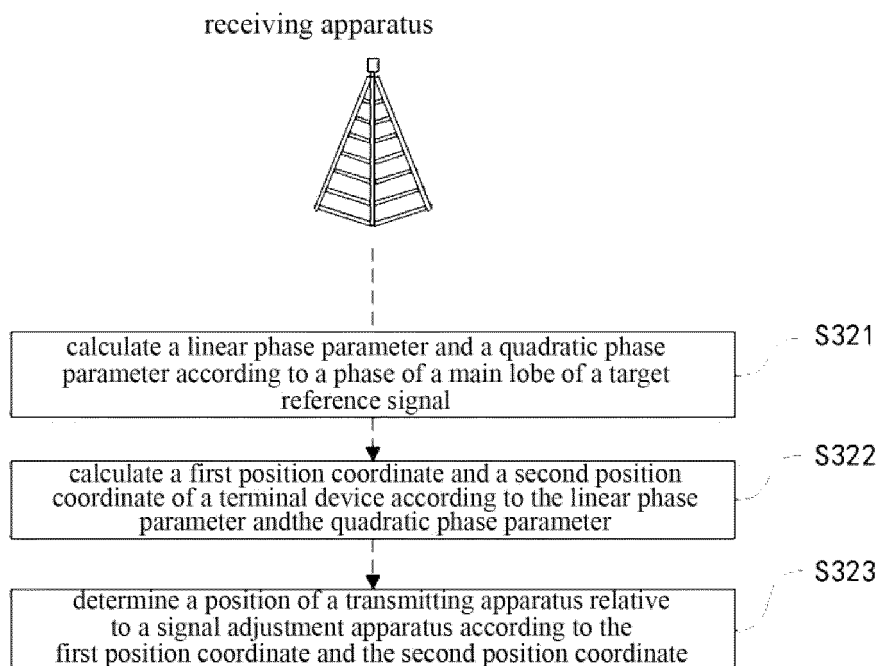 receiving apparatus
calculate a linear phase parameter and a quadratic phase
parameter according to a phase of a main lobe of a target
reference signal
S321
calculate a first position coordinate and a second position
coordinate of a terminal device according to the linear phase
parameter andthe quadratic phase parameter
S322
determine a position of a transmitting apparatus relative
to a signal adjustment apparatus according to the
first position coordinate and the second position coordinate
S323